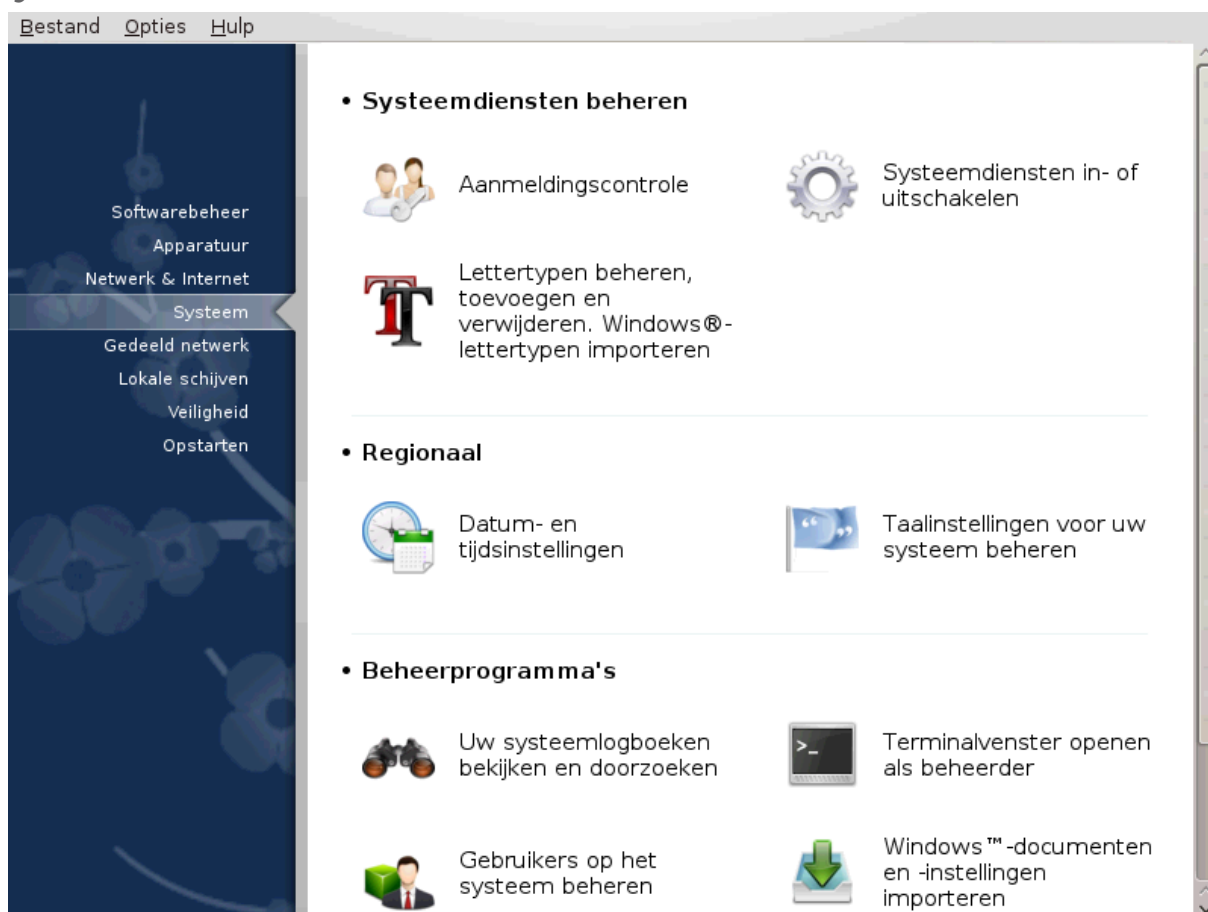 Bestand Opties Hulp
Softwarebeheer
Apparatuur
Netwerk & Internet
Systeem
Gedeeld netwerk
Lokale schijven
Veiligheid
Opstarten
• Systeemdiensten beheren
Aanmeldingscontrole
Systeemdiensten in- of
uitschakelen
Lettertypen beheren,
toevoegen en
verwijderen. Windows®-
lettertypen importeren
• Regionaal
Datum- en
tijdsinstellingen
Taalinstellingen voor uw
systeem beheren
• Beheerprogramma's
Uw systeemlogboeken
bekijken en doorzoeken
Terminalvenster openen
als beheerder
Gebruikers op het
systeem beheren
Windows™-documenten
en -instellingen
importeren